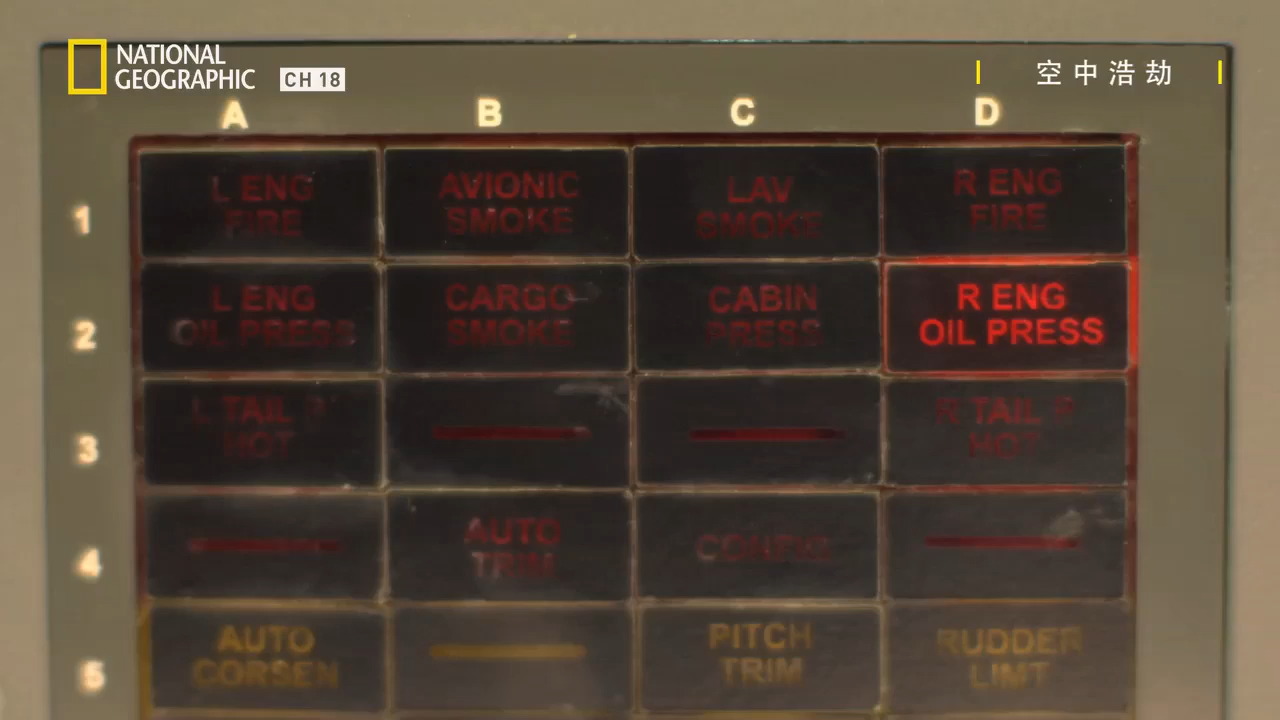 NATIONAL
GEOGRAPHIC
CH 18
空中浩劫
A B C D
1
L ENG
FIRE
AVIONIC
SMOKE
LAV
SMOKE
R ENG
FIRE
2
L ENG
OIL PRESS
CARGO
SMOKE
CABIN
PRESS
R ENG
OIL PRESS
3
L TAIL P
HOT
R TAIL P
HOT
4
AUTO
TRIM
CONFIG
5
AUTO
CORSEN
PITCH
TRIM
RUDDER
LIMT